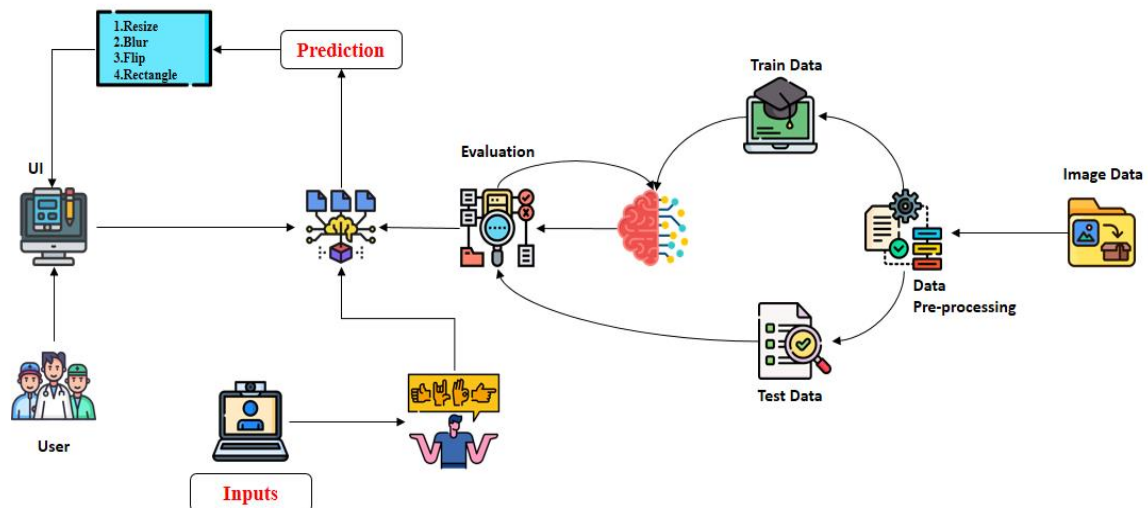 1.Resize
2.Blur
3.Flip
4.Rectangle
Prediction
Train Data
UI
Evaluation
Image Data
Data
Pre-processing
Test Data
User
Inputs